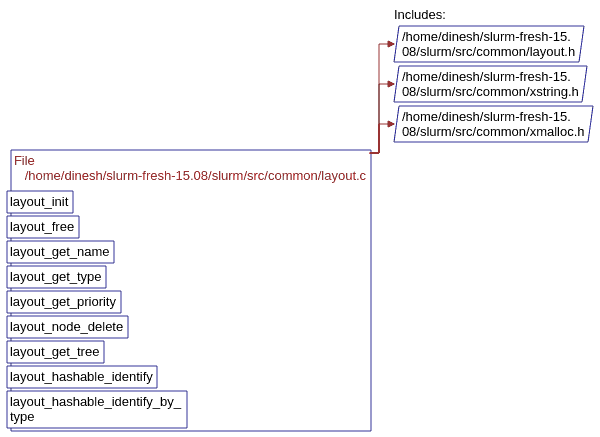 Includes:
/home/dinesh/slurm-fresh-15.
08/slurm/src/common/layout.h
/home/dinesh/slurm-fresh-15.
08/slurm/src/common/xstring.h
/home/dinesh/slurm-fresh-15.
08/slurm/src/common/xmalloc.h
File
/home/dinesh/slurm-fresh-15.08/slurm/src/common/layout.c
layout_init
layout_free
layout_get_name
layout_get_type
layout_get_priority
layout_node_delete
layout_get_tree
layout_hashable_identify
layout_hashable_identify_by_
type